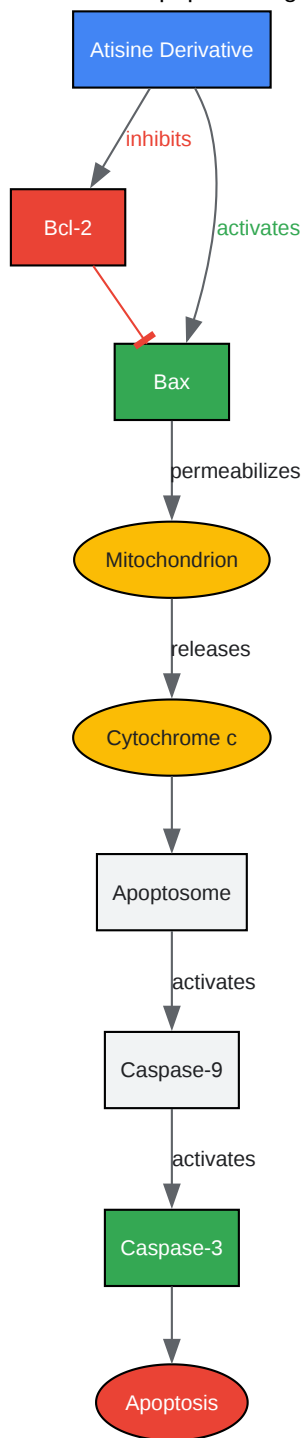 Atisine Derivative
inhibits
Bcl-2
activates
Bax
permeabilizes
Mitochondrion
releases
Cytochrome c
Apoptosome
activates
Caspase-9
activates
Caspase-3
Apoptosis